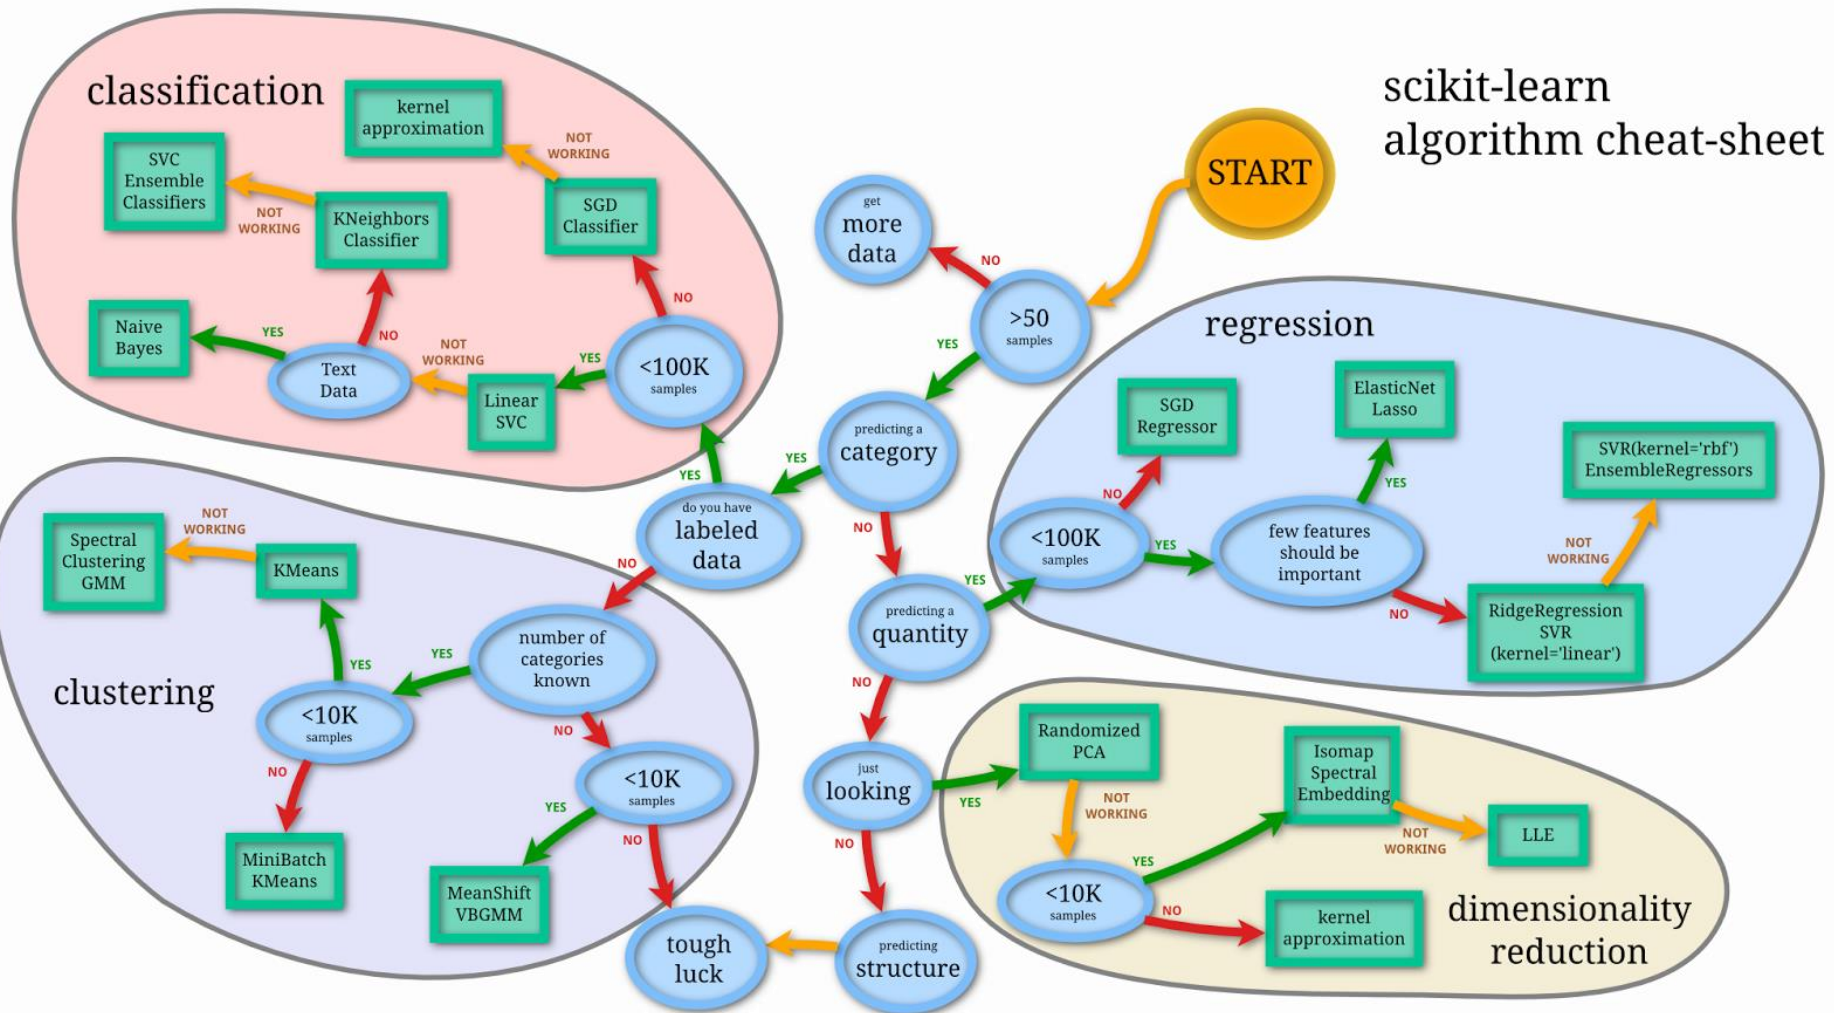 scikit-learn
algorithm cheat-sheet
START
>50
samples
NO
get
more
data
YES
predicting a
category
YES
do you have
labeled
data
YES
classification
<100K
samples
NO
SGD
Classifier
NOT
WORKING
kernel
approximation
YES
Linear
SVC
NOT
WORKING
Text
Data
YES
Naive
Bayes
NO
KNeighbors
Classifier
NOT
WORKING
SVC
Ensemble
Classifiers
NO
clustering
number of
categories
known
YES
<10K
samples
YES
KMeans
NOT
WORKING
Spectral
Clustering
GMM
NO
MiniBatch
KMeans
NO
<10K
samples
YES
MeanShift
VBGMM
NO
tough
luck
NO
predicting a
quantity
YES
regression
<100K
samples
NO
SGD
Regressor
YES
few features
should be
important
YES
ElasticNet
Lasso
NO
RidgeRegression
SVR
(kernel='linear')
NOT
WORKING
SVR(kernel='rbf')
EnsembleRegressors
NO
just
looking
YES
Randomized
PCA
NOT
WORKING
<10K
samples
YES
Isomap
Spectral
Embedding
NOT
WORKING
LLE
NO
kernel
approximation
dimensionality
reduction
NO
predicting
structure